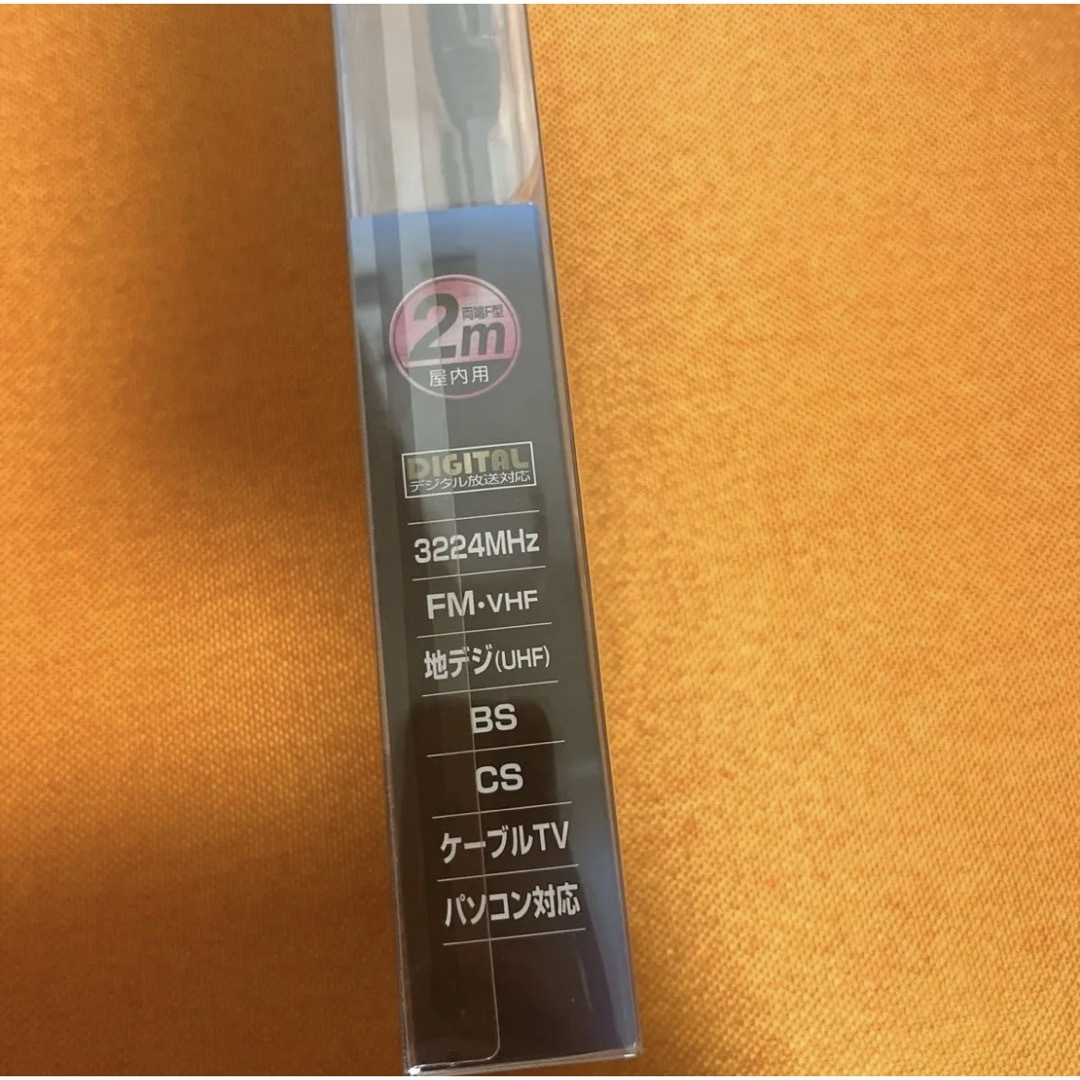 両端F型
2m
屋内用
DIGITAL
デジタル放送対応
3224MHz
FM・VHF
地デジ(UHF)
BS
CS
ケーブルTV
パソコン対応